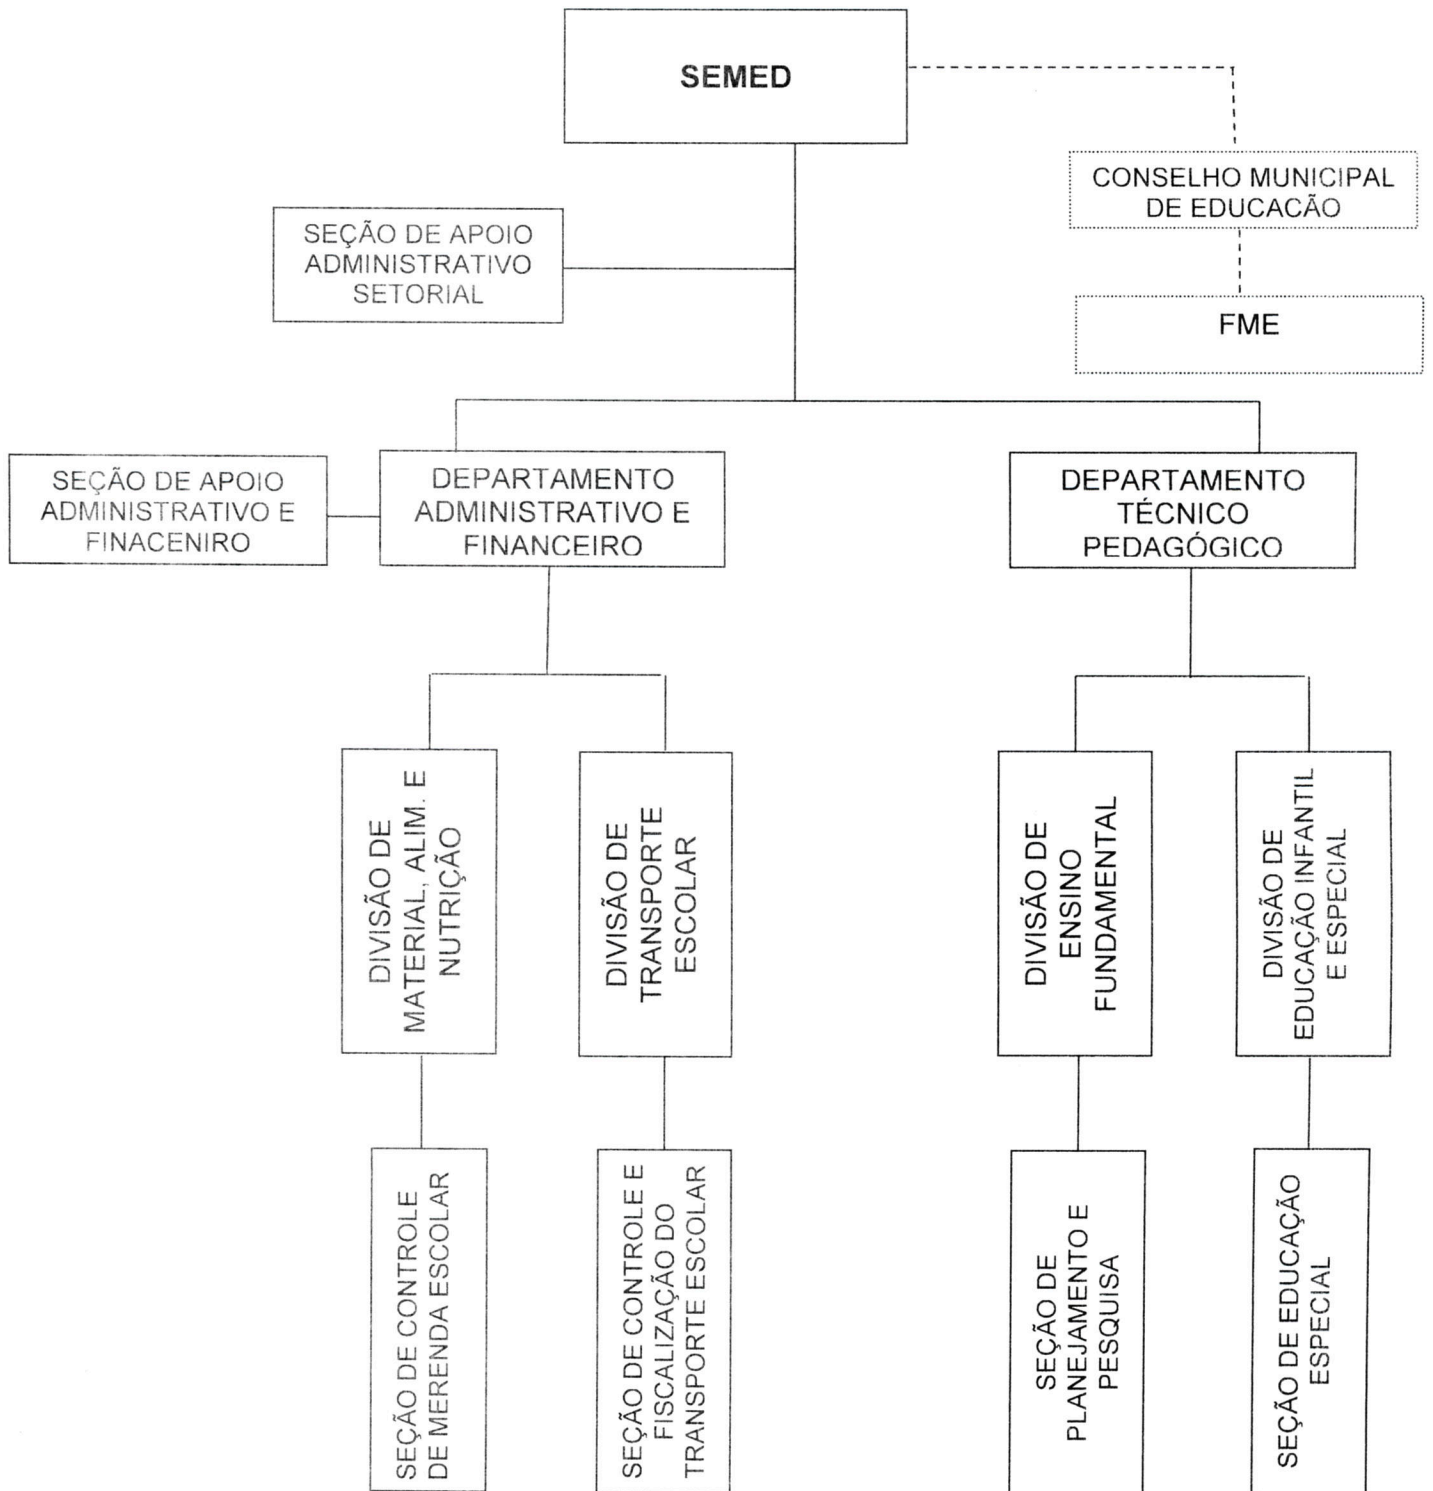 SEMED
CONSELHO MUNICIPAL
DE EDUCACÃO
SEÇÃO DE APOIO
ADMINISTRATIVO
SETORIAL
FME
SEÇÃO DE APOIO
ADMINISTRATIVO E
FINACENIRO
DEPARTAMENTO
ADMINISTRATIVO E
FINANCEIRO
DEPARTAMENTO
TÉCNICO
PEDAGÓGICO
DIVISÃO DE
MATERIAL, ALIM. E
NUTRIÇÃO
DIVISÃO DE
TRANSPORTE
ESCOLAR
DIVISÃO DE
ENSINO
FUNDAMENTAL
DIVISÃO DE
EDUCAÇÃO INFANTIL
E ESPECIAL
SEÇÃO DE CONTROLE
DE MERENDA ESCOLAR
SEÇÃO DE CONTROLE E
FISCALIZAÇÃO DO
TRANSPORTE ESCOLAR
SEÇÃO DE
PLANEJAMENTO E
PESQUISA
SEÇÃO DE EDUCAÇÃO
ESPECIAL